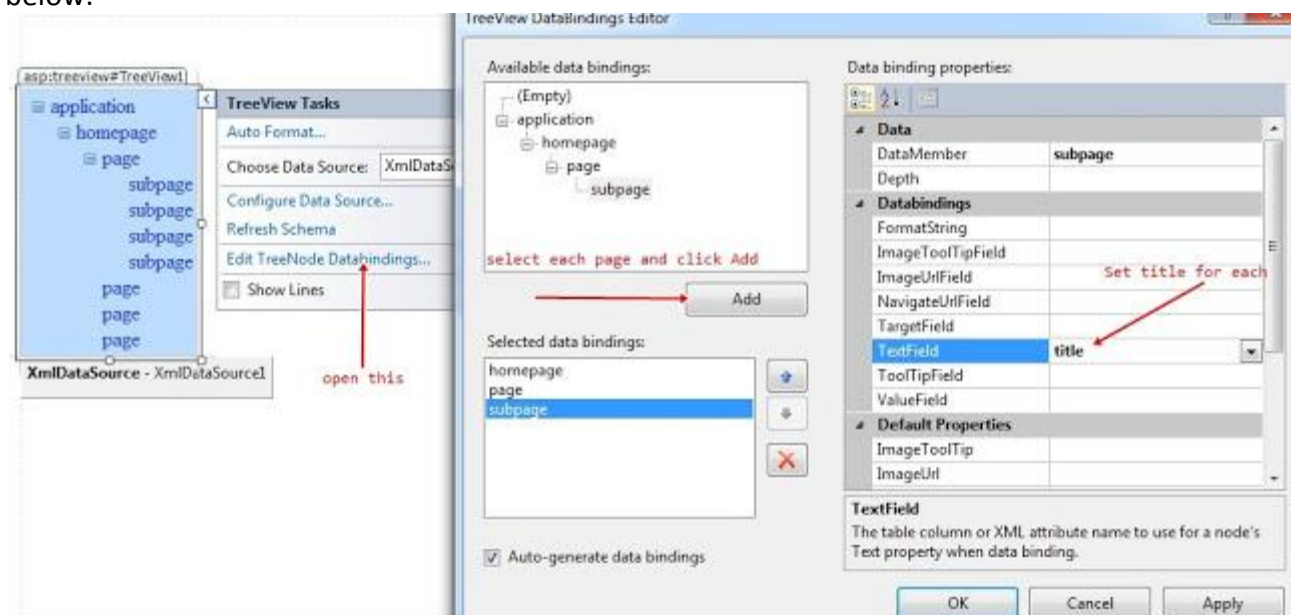 below.
TreeView DataBindings Editor
asp:treeview#TreeView1
application
homepage
page
subpage
subpage
subpage
subpage
page
page
page
XmlDataSource - XmlDataSource1
TreeView Tasks
Auto Format...
Choose Data Source: XmlDataS
Configure Data Source...
Refresh Schema
Edit TreeNode Databindings...
Show Lines
open this
Available data bindings:
(Empty)
application
homepage
page
subpage
select each page and click Add
Add
Selected data bindings:
homepage
page
subpage
Auto-generate data bindings
Data binding properties:
Data
DataMember subpage
Depth
Databindings
FormatString
ImageToolTipField
ImageUrlField
Set title for each
NavigateUrlField
TargetField
TextField title
ToolTipField
ValueField
Default Properties
ImageToolTip
ImageUrl
TextField
The table column or XML attribute name to use for a node's
Text property when data binding.
OK Cancel Apply